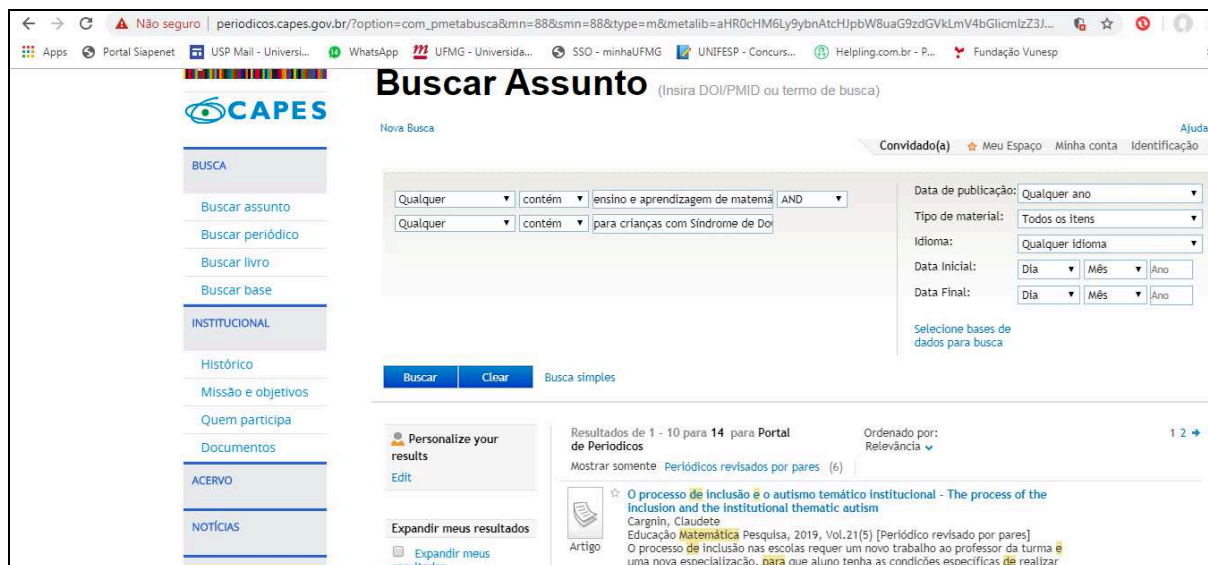 Não seguro | periodicos.capes.gov.br/?option=com_pmetabusca&mn=88&smn=88&type=m&metalib=aHR0cHM6Ly9ybnAtcHJpbW8uaG9zdGVkLmV4bGlicmlzZ3J...
Apps Portal Siapenet USP Mail - Universi... WhatsApp UFMG - Universida... SSO - minhaUFMG UNIFESP - Concurs... Helpling.com.br - P... Fundação Vunesp
CAPES
BUSCA
Buscar assunto
Buscar periódico
Buscar livro
Buscar base
INSTITUCIONAL
Histórico
Missão e objetivos
Quem participa
Documentos
ACERVO
NOTÍCIAS
Buscar Assunto (Insira DOI/PMID ou termo de busca)
Nova Busca Ajuda
Convidado(a) Meu Espaço Minha conta Identificação
Qualquer contém ensino e aprendizagem de matemá AND
Qualquer contém para crianças com Síndrome de Do
Data de publicação: Qualquer ano
Tipo de material: Todos os itens
Idioma: Qualquer idioma
Data Inicial: Dia Mês Ano
Data Final: Dia Mês Ano
Selecione bases de
dados para busca
Buscar Clear Busca simples
Personalize your
results
Edit
Expandir meus resultados
Expandir meus
Resultados de 1 - 10 para 14 para Portal
de Periodicos
Ordenado por:
Relevância
1 2
Mostrar somente Periódicos revisados por pares (6)
Artigo
O processo de inclusão e o autismo temático institucional - The process of the
inclusion and the institutional thematic autism
Cargnin, Claudete
Educação Matemática Pesquisa, 2019, Vol.21(5) [Periódico revisado por pares]
O processo de inclusão nas escolas requer um novo trabalho ao professor da turma e
uma nova especialização, para que aluno tenha as condições específicas de realizar